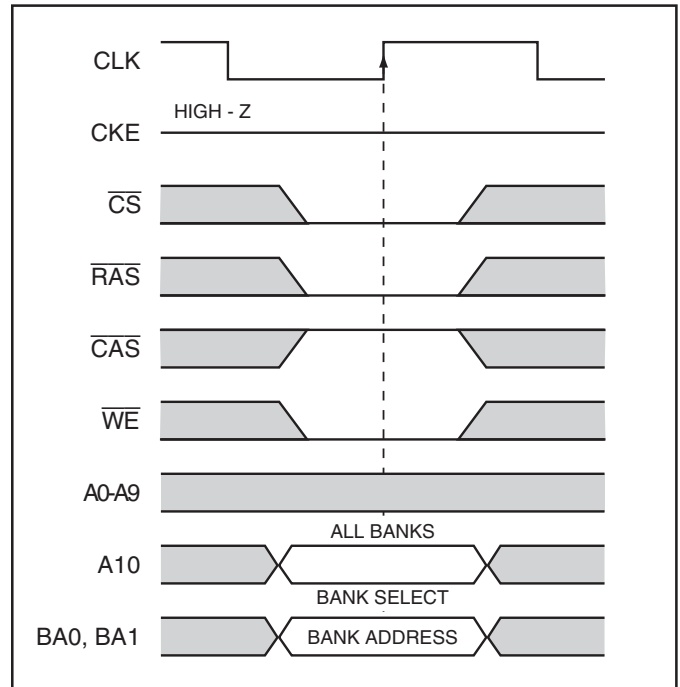 CLK
HIGH - Z
CKE
CS
RAS
CAS
WE
A0-A9
ALL BANKS
A10
BANK SELECT
BA0, BA1 BANK ADDRESS